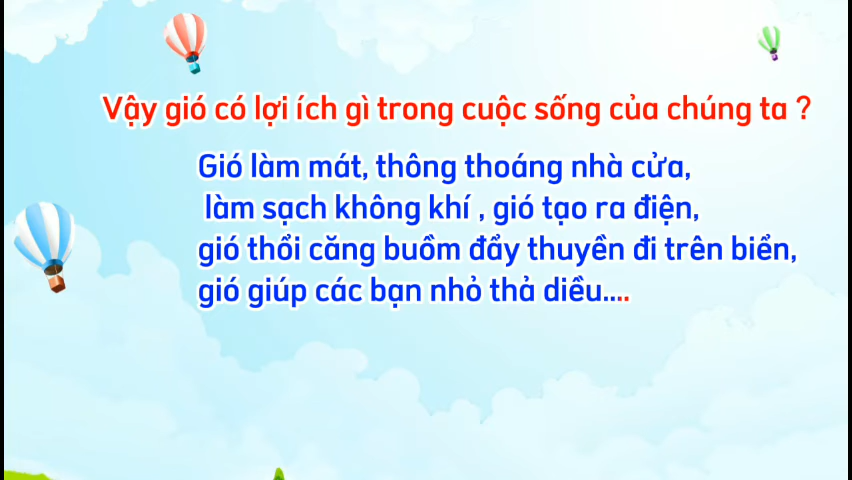 Vậy gió có lợi ích gì trong cuộc sống của chúng ta ?
Gió làm mát, thông thoáng nhà cửa,
làm sạch không khí , gió tạo ra điện,
gió thổi căng buồm đẩy thuyền đi trên biển,
gió giúp các bạn nhỏ thả diều.....